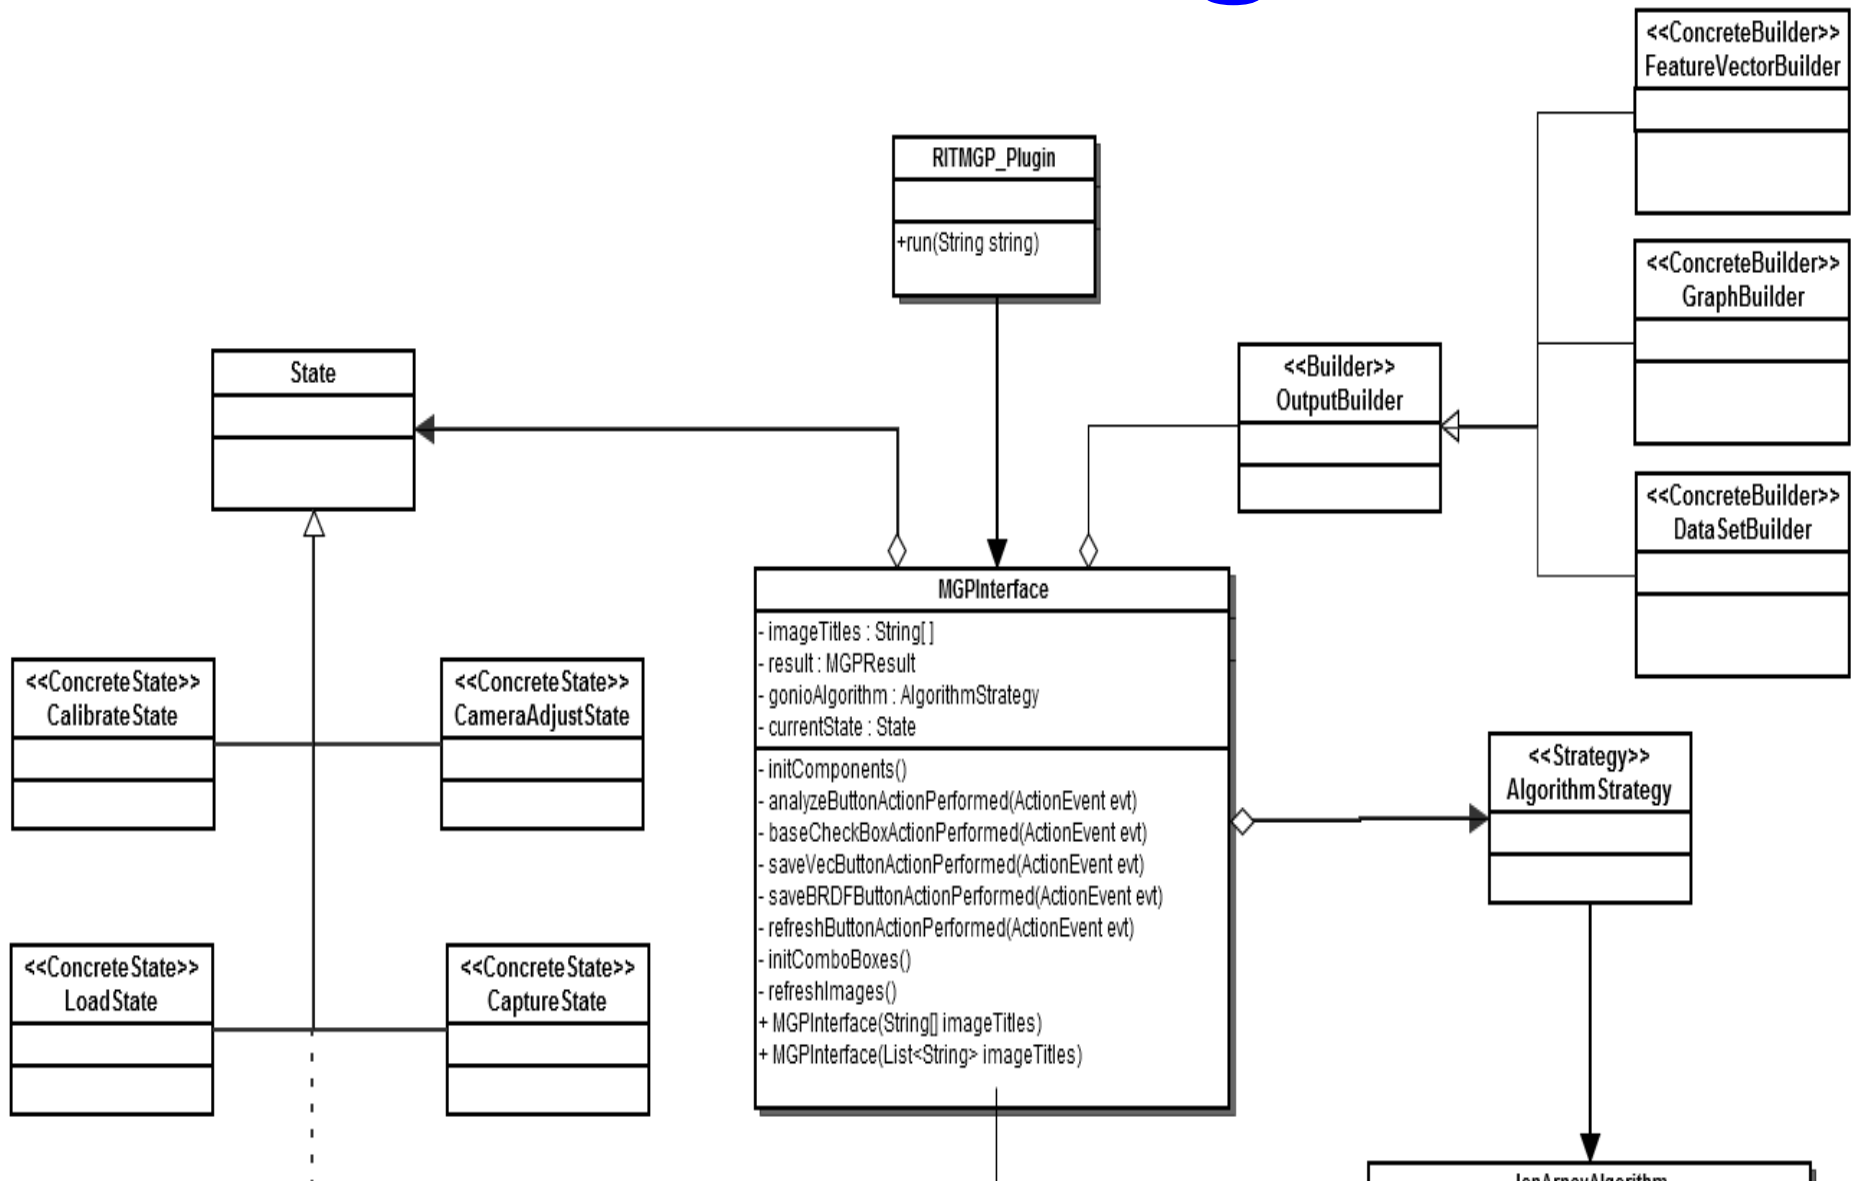 <<ConcreteBuilder>>
FeatureVectorBuilder
RITMGP_Plugin
+run(String string)
<<ConcreteBuilder>>
GraphBuilder
State
<<Builder>>
OutputBuilder
<<ConcreteBuilder>>
DataSetBuilder
MGPInterface
- imageTitles : String[ ]
- result : MGPResult
- gonioAlgorithm : AlgorithmStrategy
- currentState : State
- initComponents()
- analyzeButtonActionPerformed(ActionEvent evt)
- baseCheckBoxActionPerformed(ActionEvent evt)
- saveVecButtonActionPerformed(ActionEvent evt)
- saveBRDFButtonActionPerformed(ActionEvent evt)
- refreshButtonActionPerformed(ActionEvent evt)
- initComboBoxes()
- refreshImages()
+ MGPInterface(String[] imageTitles)
+ MGPInterface(List<String> imageTitles)
<<ConcreteState>>
CalibrateState
<<ConcreteState>>
CameraAdjustState
<<Strategy>>
AlgorithmStrategy
<<ConcreteState>>
LoadState
<<ConcreteState>>
CaptureState